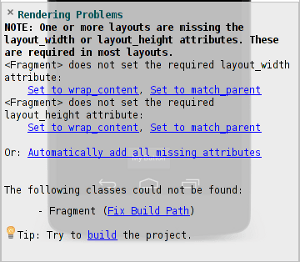 Rendering Problems
NOTE: One or more layouts are missing the
layout_width or layout_height attributes. These
are required in most layouts.
<Fragment> does not set the required layout_width
attribute:
Set to wrap_content, Set to match_parent
<Fragment> does not set the required
layout_height attribute:
Set to wrap_content, Set to match_parent
Or: Automatically add all missing attributes
The following classes could not be found:
- Fragment (Fix Build Path)
Tip: Try to build the project.